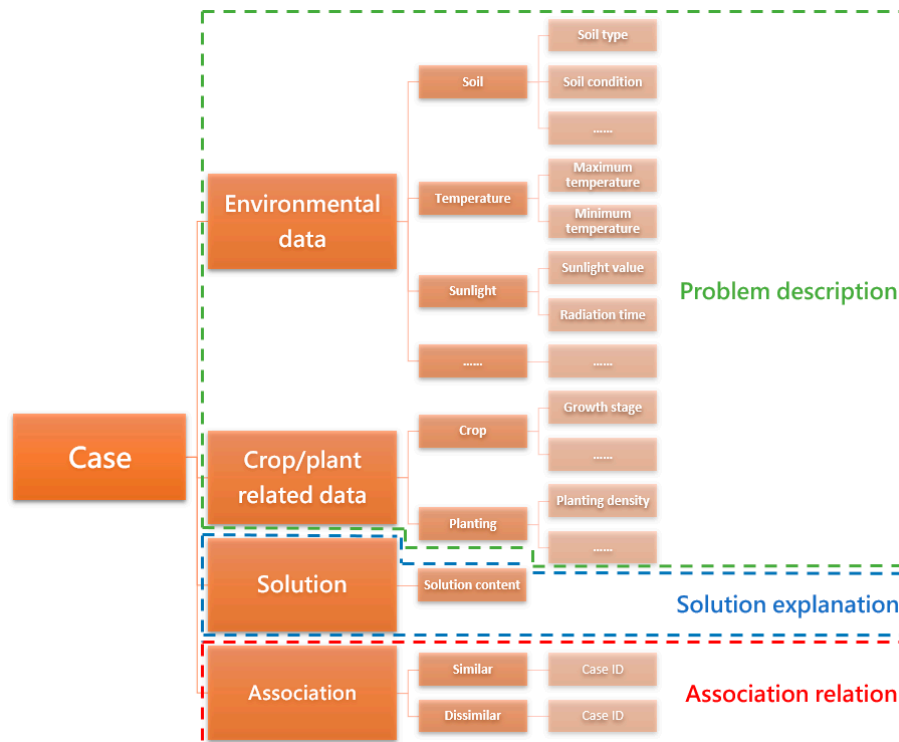 Soil type
Soil
Soil condition
......
Maximum
temperature
Temperature
Minimum
temperature
Environmental
data
Sunlight value
Sunlight
Radiation time
Problem description
......
......
Growth stage
Crop
......
Case
Crop/plant
related data
Planting density
Planting
......
Solution
Solution content
Solution explanation
Association
Similar
Case ID
Dissimilar
Case ID
Association relation